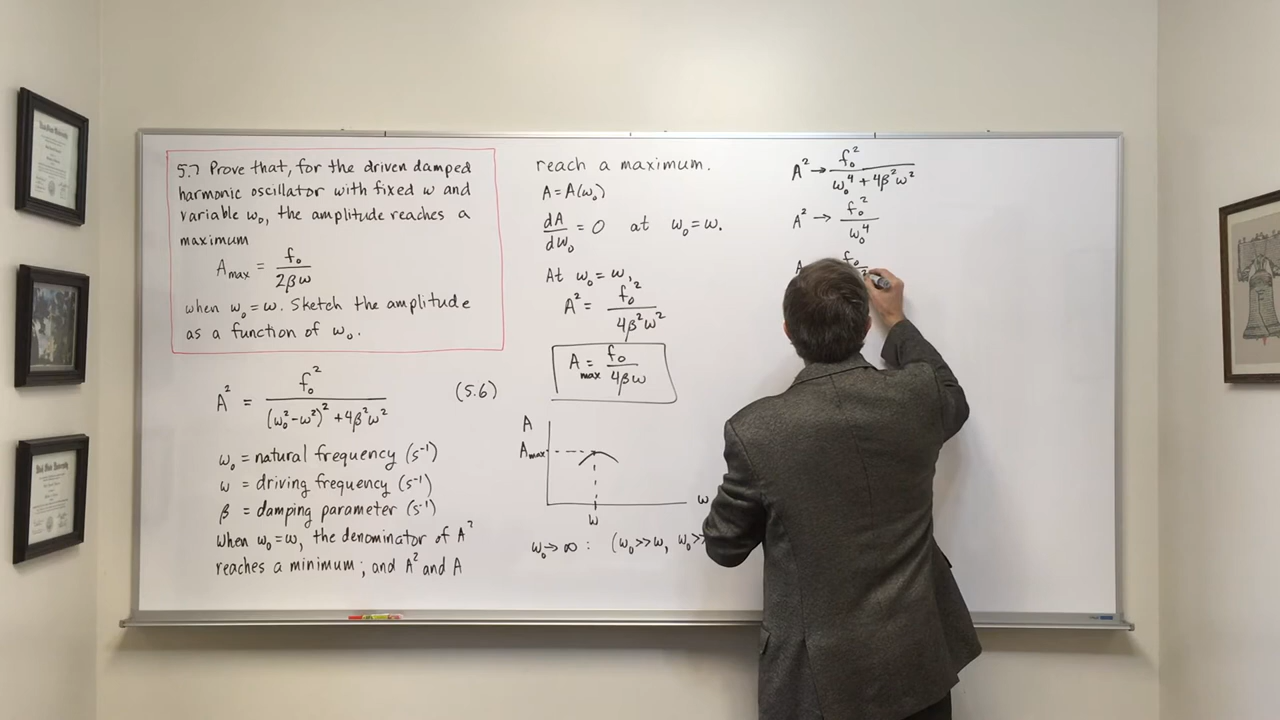 5.7 Prove that, for the driven damped
harmonic oscillator with fixed ω and
variable ω₀, the amplitude reaches a
maximum
A_max = f₀ / 2βω
when ω₀ = ω. Sketch the amplitude
as a function of ω₀.
A² = f₀² / ((ω₀² - ω²)² + 4β²ω²) (5.6)
ω₀ = natural frequency (s⁻¹)
ω = driving frequency (s⁻¹)
β = damping parameter (s⁻¹)
When ω₀ = ω, the denominator of A²
reaches a minimum; and A² and A
reach a maximum.
A = A(ω₀)
dA/dω₀ = 0 at ω₀ = ω.
At ω₀ = ω,
A² = f₀² / 4β²ω²
A_max = f₀ / 4βω
A
A_max
ω
ω
ω₀ → ∞ : (ω₀ >> ω, ω₀ >>
A² → f₀² / (ω₀⁴ + 4β²ω²)
A² → f₀² / ω₀⁴
A
f₀